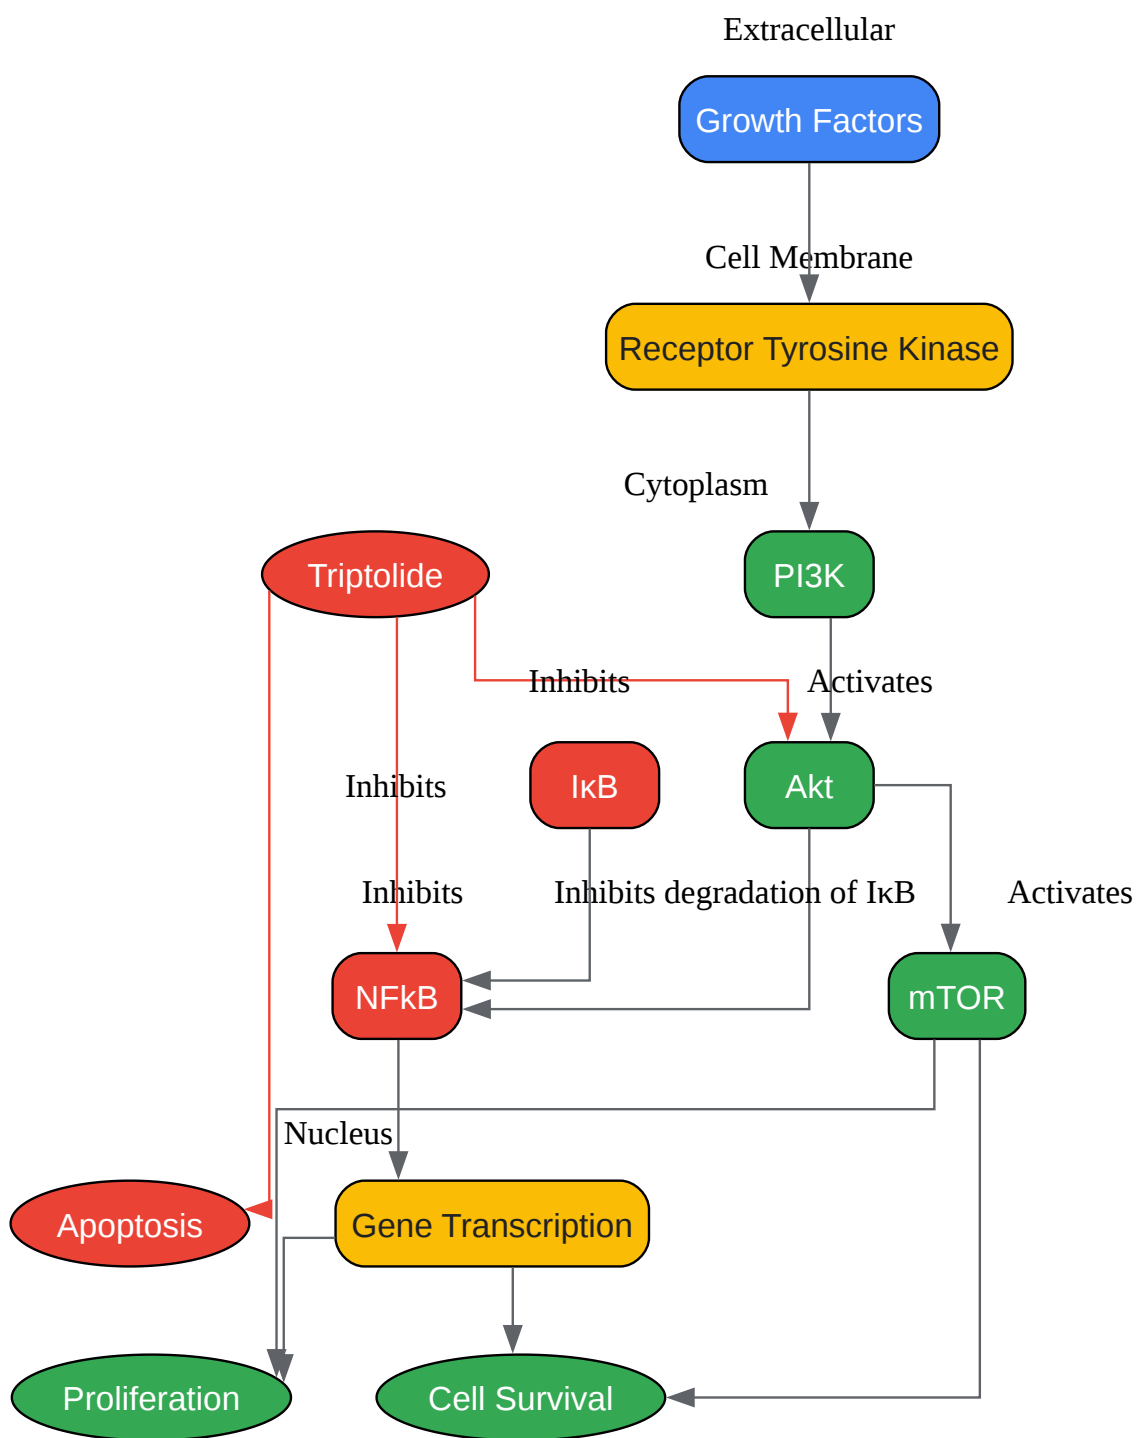 Extracellular
Growth Factors
Cell Membrane
Receptor Tyrosine Kinase
Cytoplasm
Triptolide
PI3K
Inhibits
Activates
Inhibits
IκB
Akt
Inhibits
Inhibits degradation of IκB
Activates
NFkB
mTOR
Nucleus
Apoptosis
Gene Transcription
Proliferation
Cell Survival